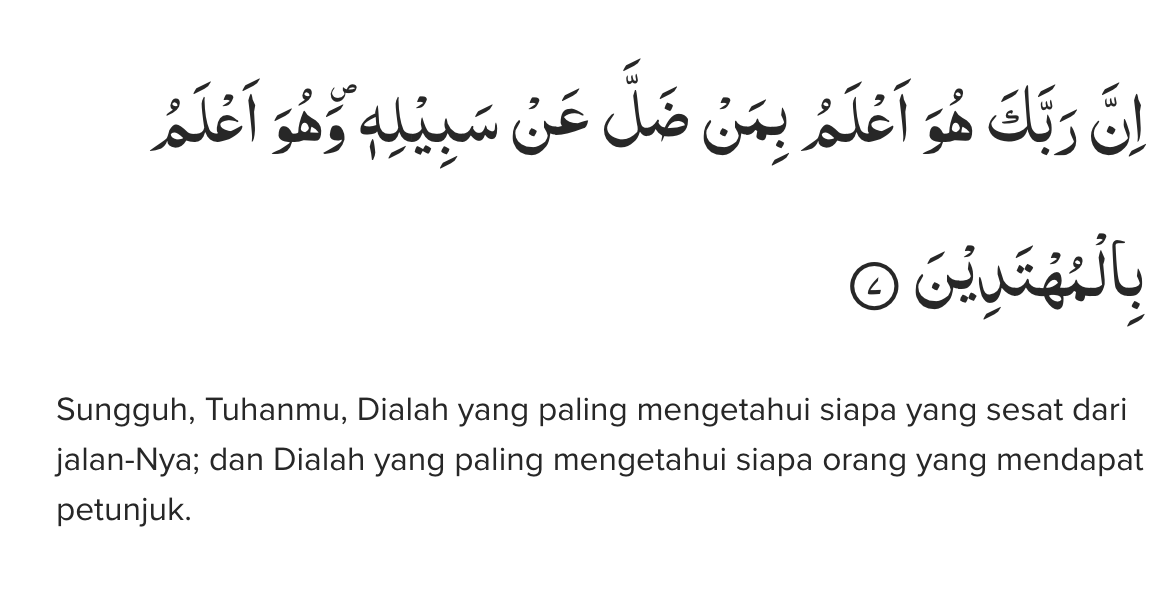 اِنَّ رَبَّكَ هُوَ اَعْلَمُ بِمَنْ ضَلَّ عَنْ سَبِيْلِهٖ ۖوَّهُوَ اَعْلَمُ
بِالْمُهْتَدِيْنَ ٧
Sungguh, Tuhanmu, Dialah yang paling mengetahui siapa yang sesat dari
jalan-Nya; dan Dialah yang paling mengetahui siapa orang yang mendapat
petunjuk.